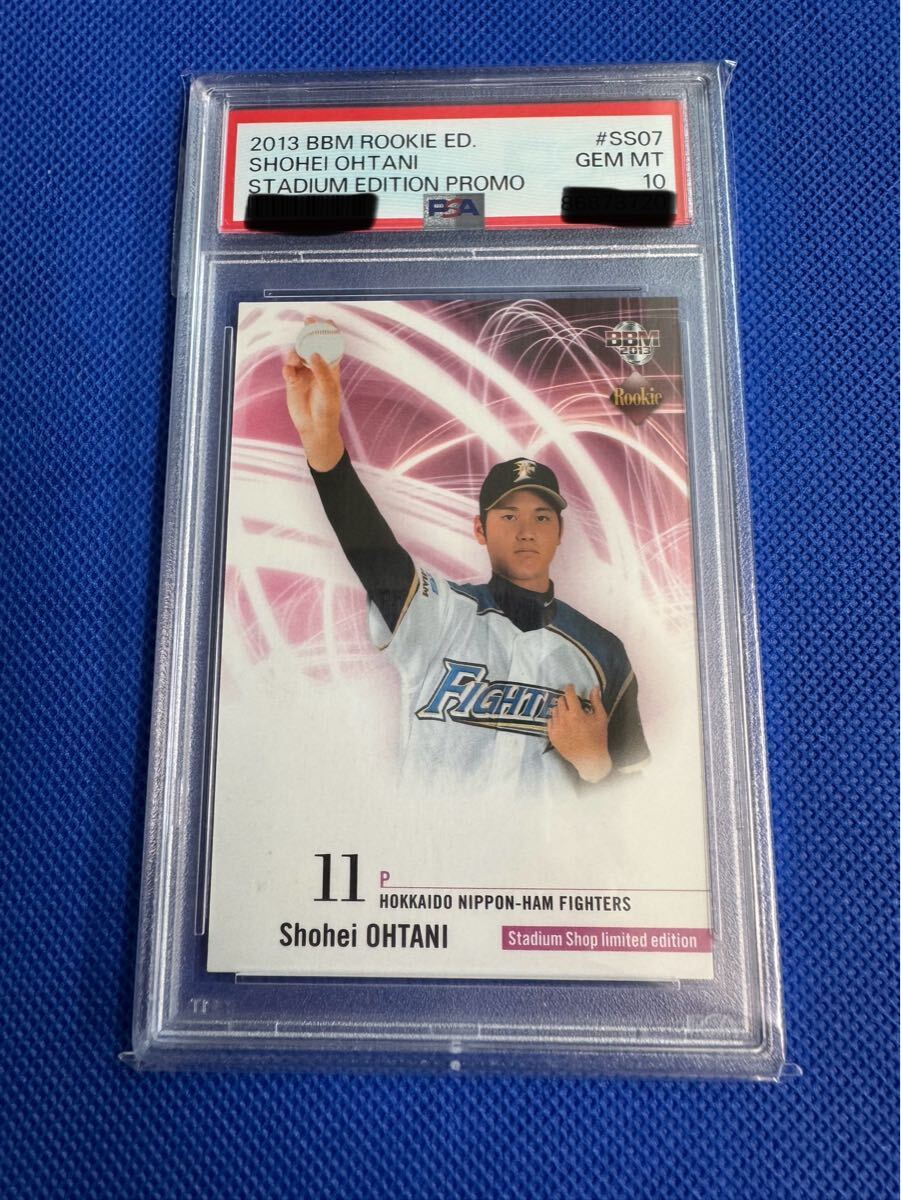 2013 BBM ROOKIE ED.
#SS07
SHOHEI OHTANI
GEM MT
STADIUM EDITION PROMO
10
PSA
BBM
2013
Rookie
FIGHTE
11
P
HOKKAIDO NIPPON-HAM FIGHTERS
Shohei OHTANI
Stadium Shop limited edition